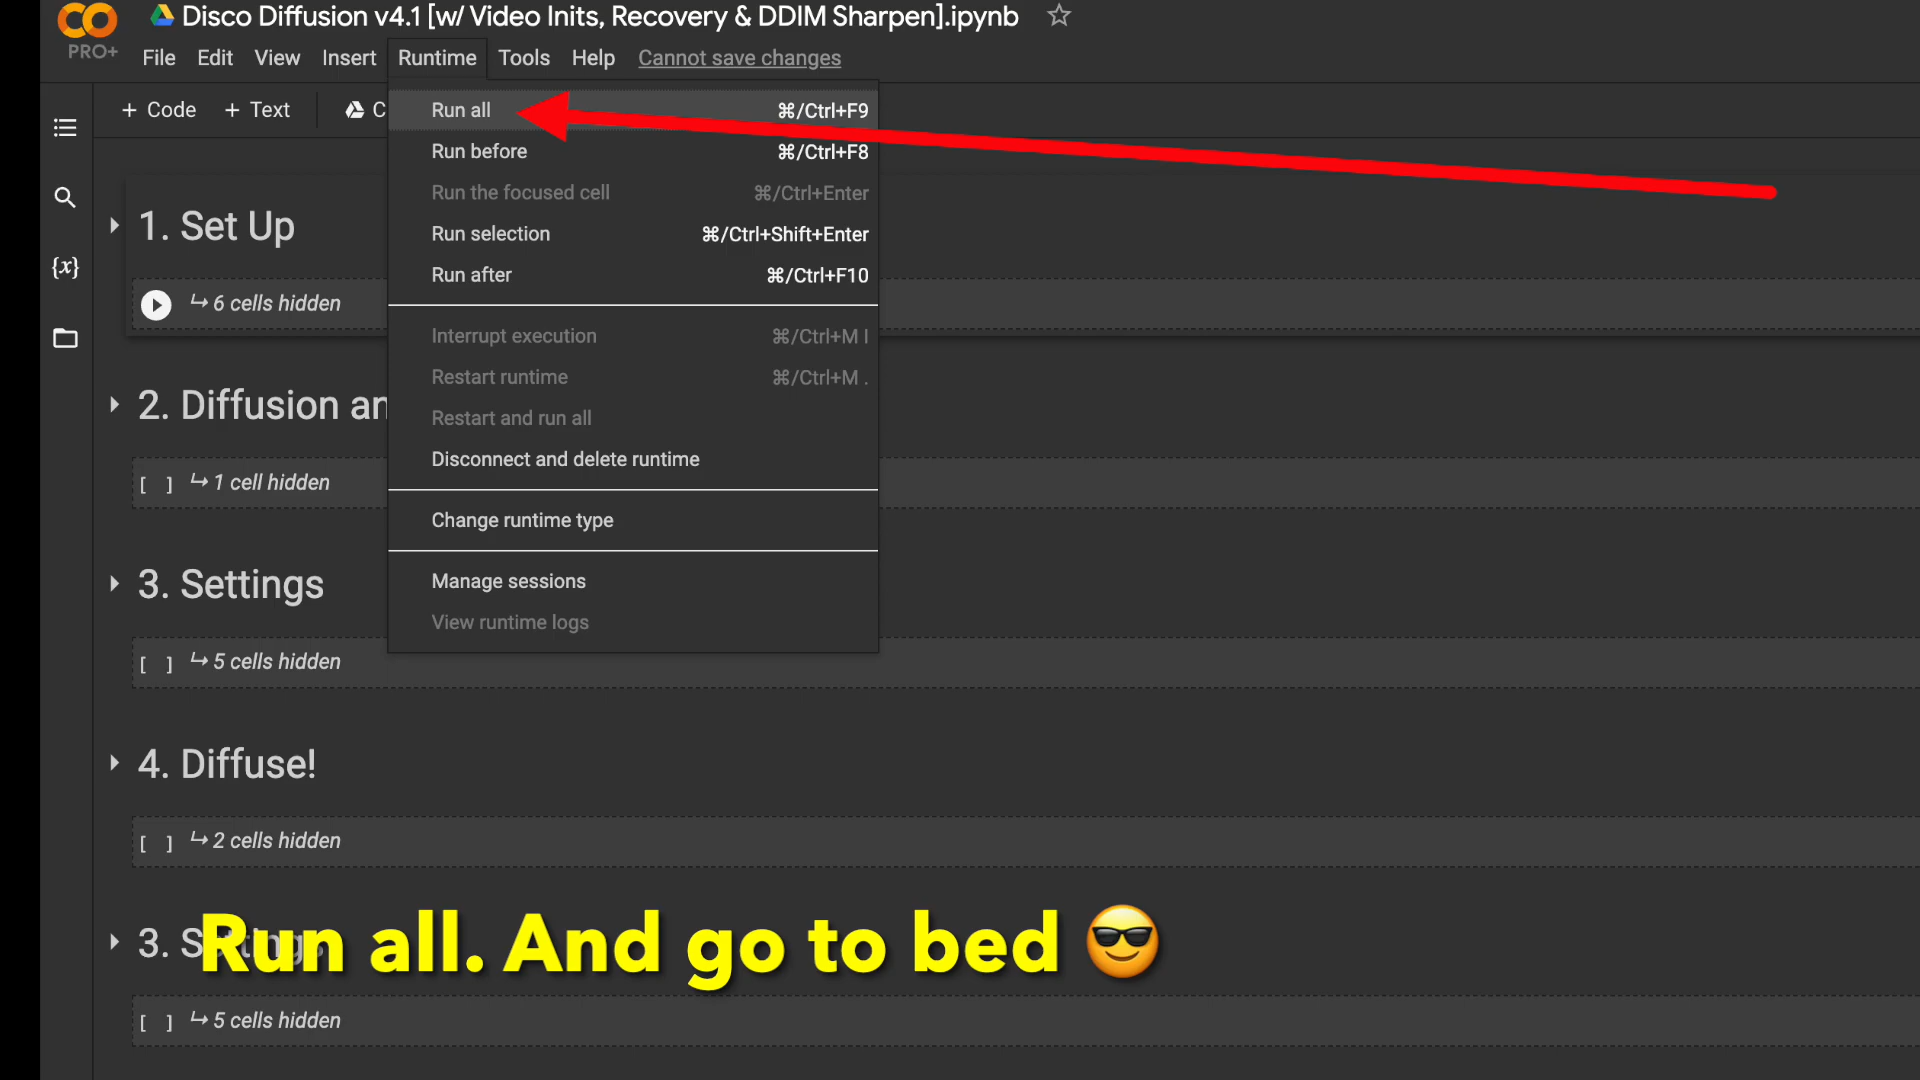 Disco Diffusion v4.1 [w/ Video Inits, Recovery & DDIM Sharpen].ipynb
PRO+
File Edit View Insert Runtime Tools Help Cannot save changes
+ Code + Text C
Run all ⌘/Ctrl+F9
Run before ⌘/Ctrl+F8
Run the focused cell ⌘/Ctrl+Enter
Run selection ⌘/Ctrl+Shift+Enter
Run after ⌘/Ctrl+F10
Interrupt execution ⌘/Ctrl+M I
Restart runtime ⌘/Ctrl+M .
Restart and run all
Disconnect and delete runtime
Change runtime type
Manage sessions
View runtime logs
{x}
1. Set Up
6 cells hidden
2. Diffusion an
[ ] 1 cell hidden
3. Settings
[ ] 5 cells hidden
4. Diffuse!
[ ] 2 cells hidden
3. Settings
Run all. And go to bed 😎
[ ] 5 cells hidden